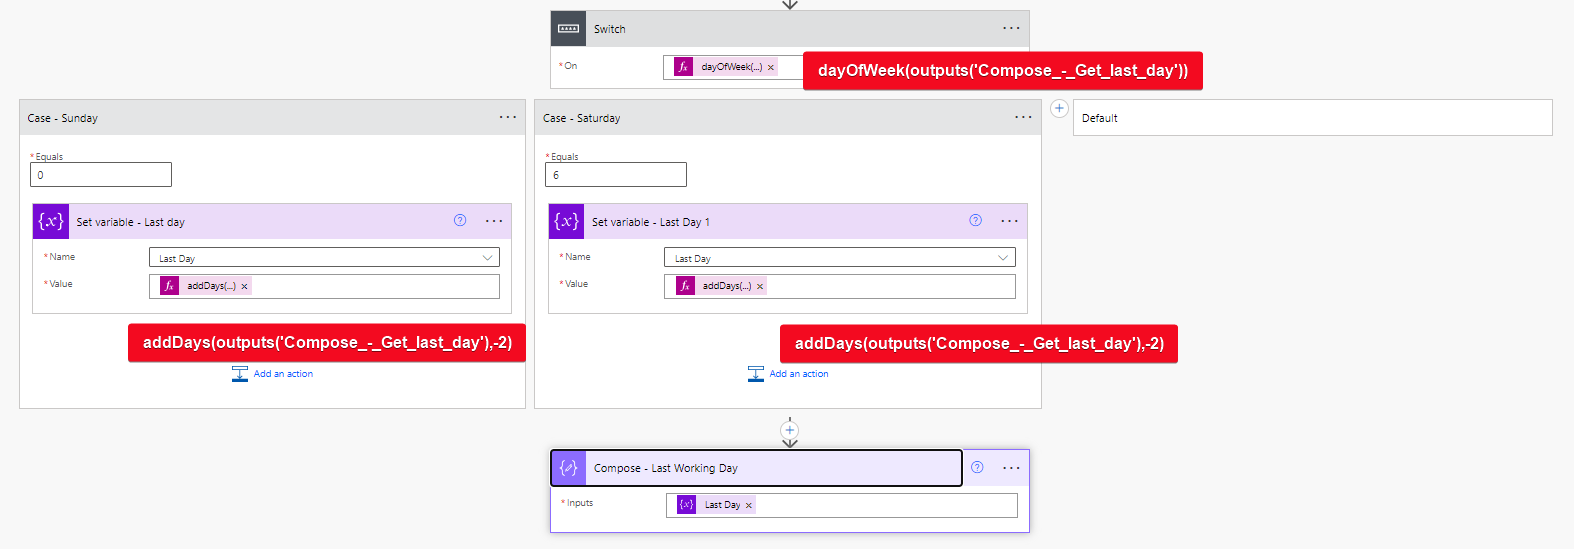 Switch
* On
fx dayOfWeek(...) ×
dayOfWeek(outputs('Compose_-_Get_last_day'))
Case - Sunday
* Equals
0
{x} Set variable - Last day
* Name
Last Day
* Value
fx addDays(...) ×
addDays(outputs('Compose_-_Get_last_day'),-2)
Add an action
Case - Saturday
* Equals
6
{x} Set variable - Last Day 1
* Name
Last Day
* Value
fx addDays(...) ×
addDays(outputs('Compose_-_Get_last_day'),-2)
Add an action
Default
Compose - Last Working Day
* Inputs
{x} Last Day ×